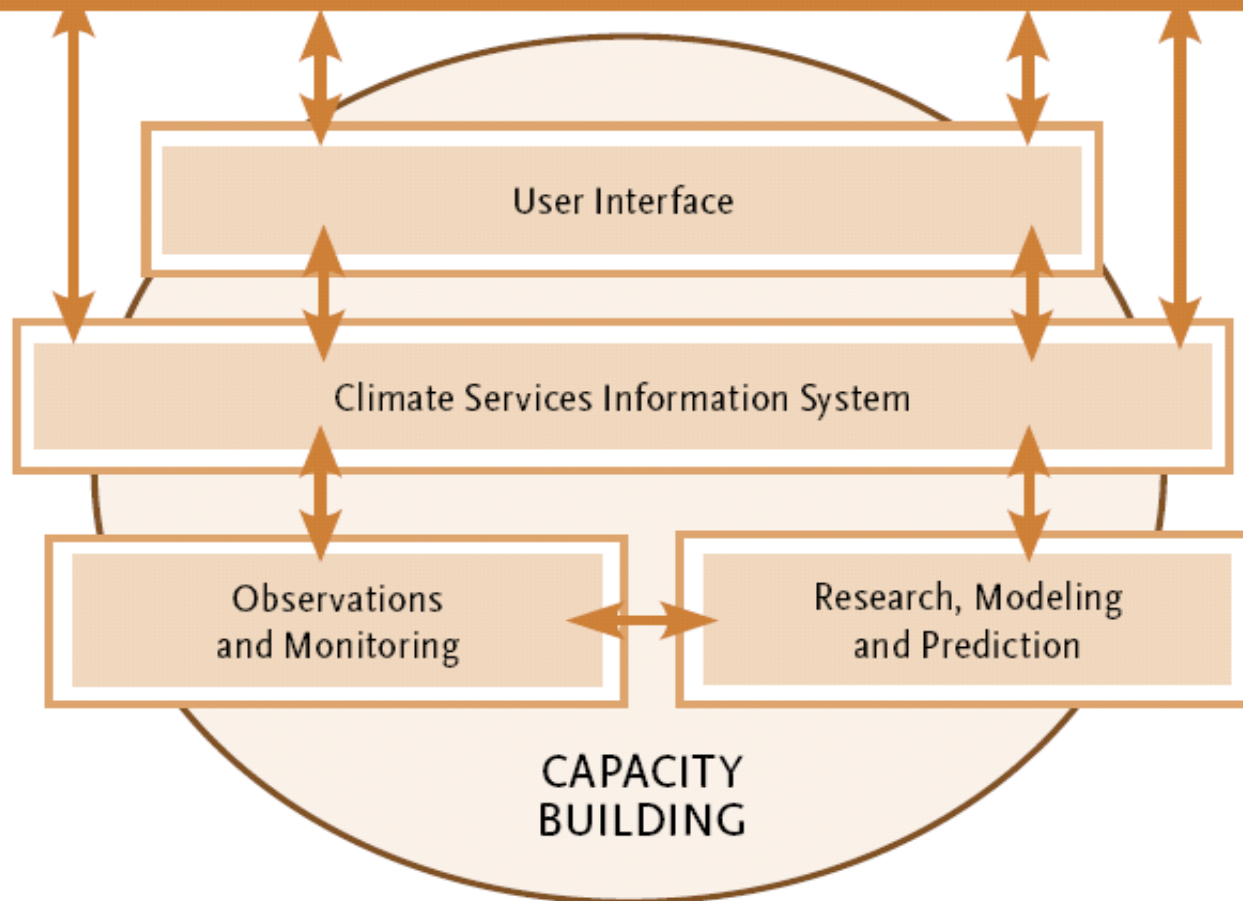 User Interface
Climate Services Information System
Observations
and Monitoring
Research, Modeling
and Prediction
CAPACITY
BUILDING